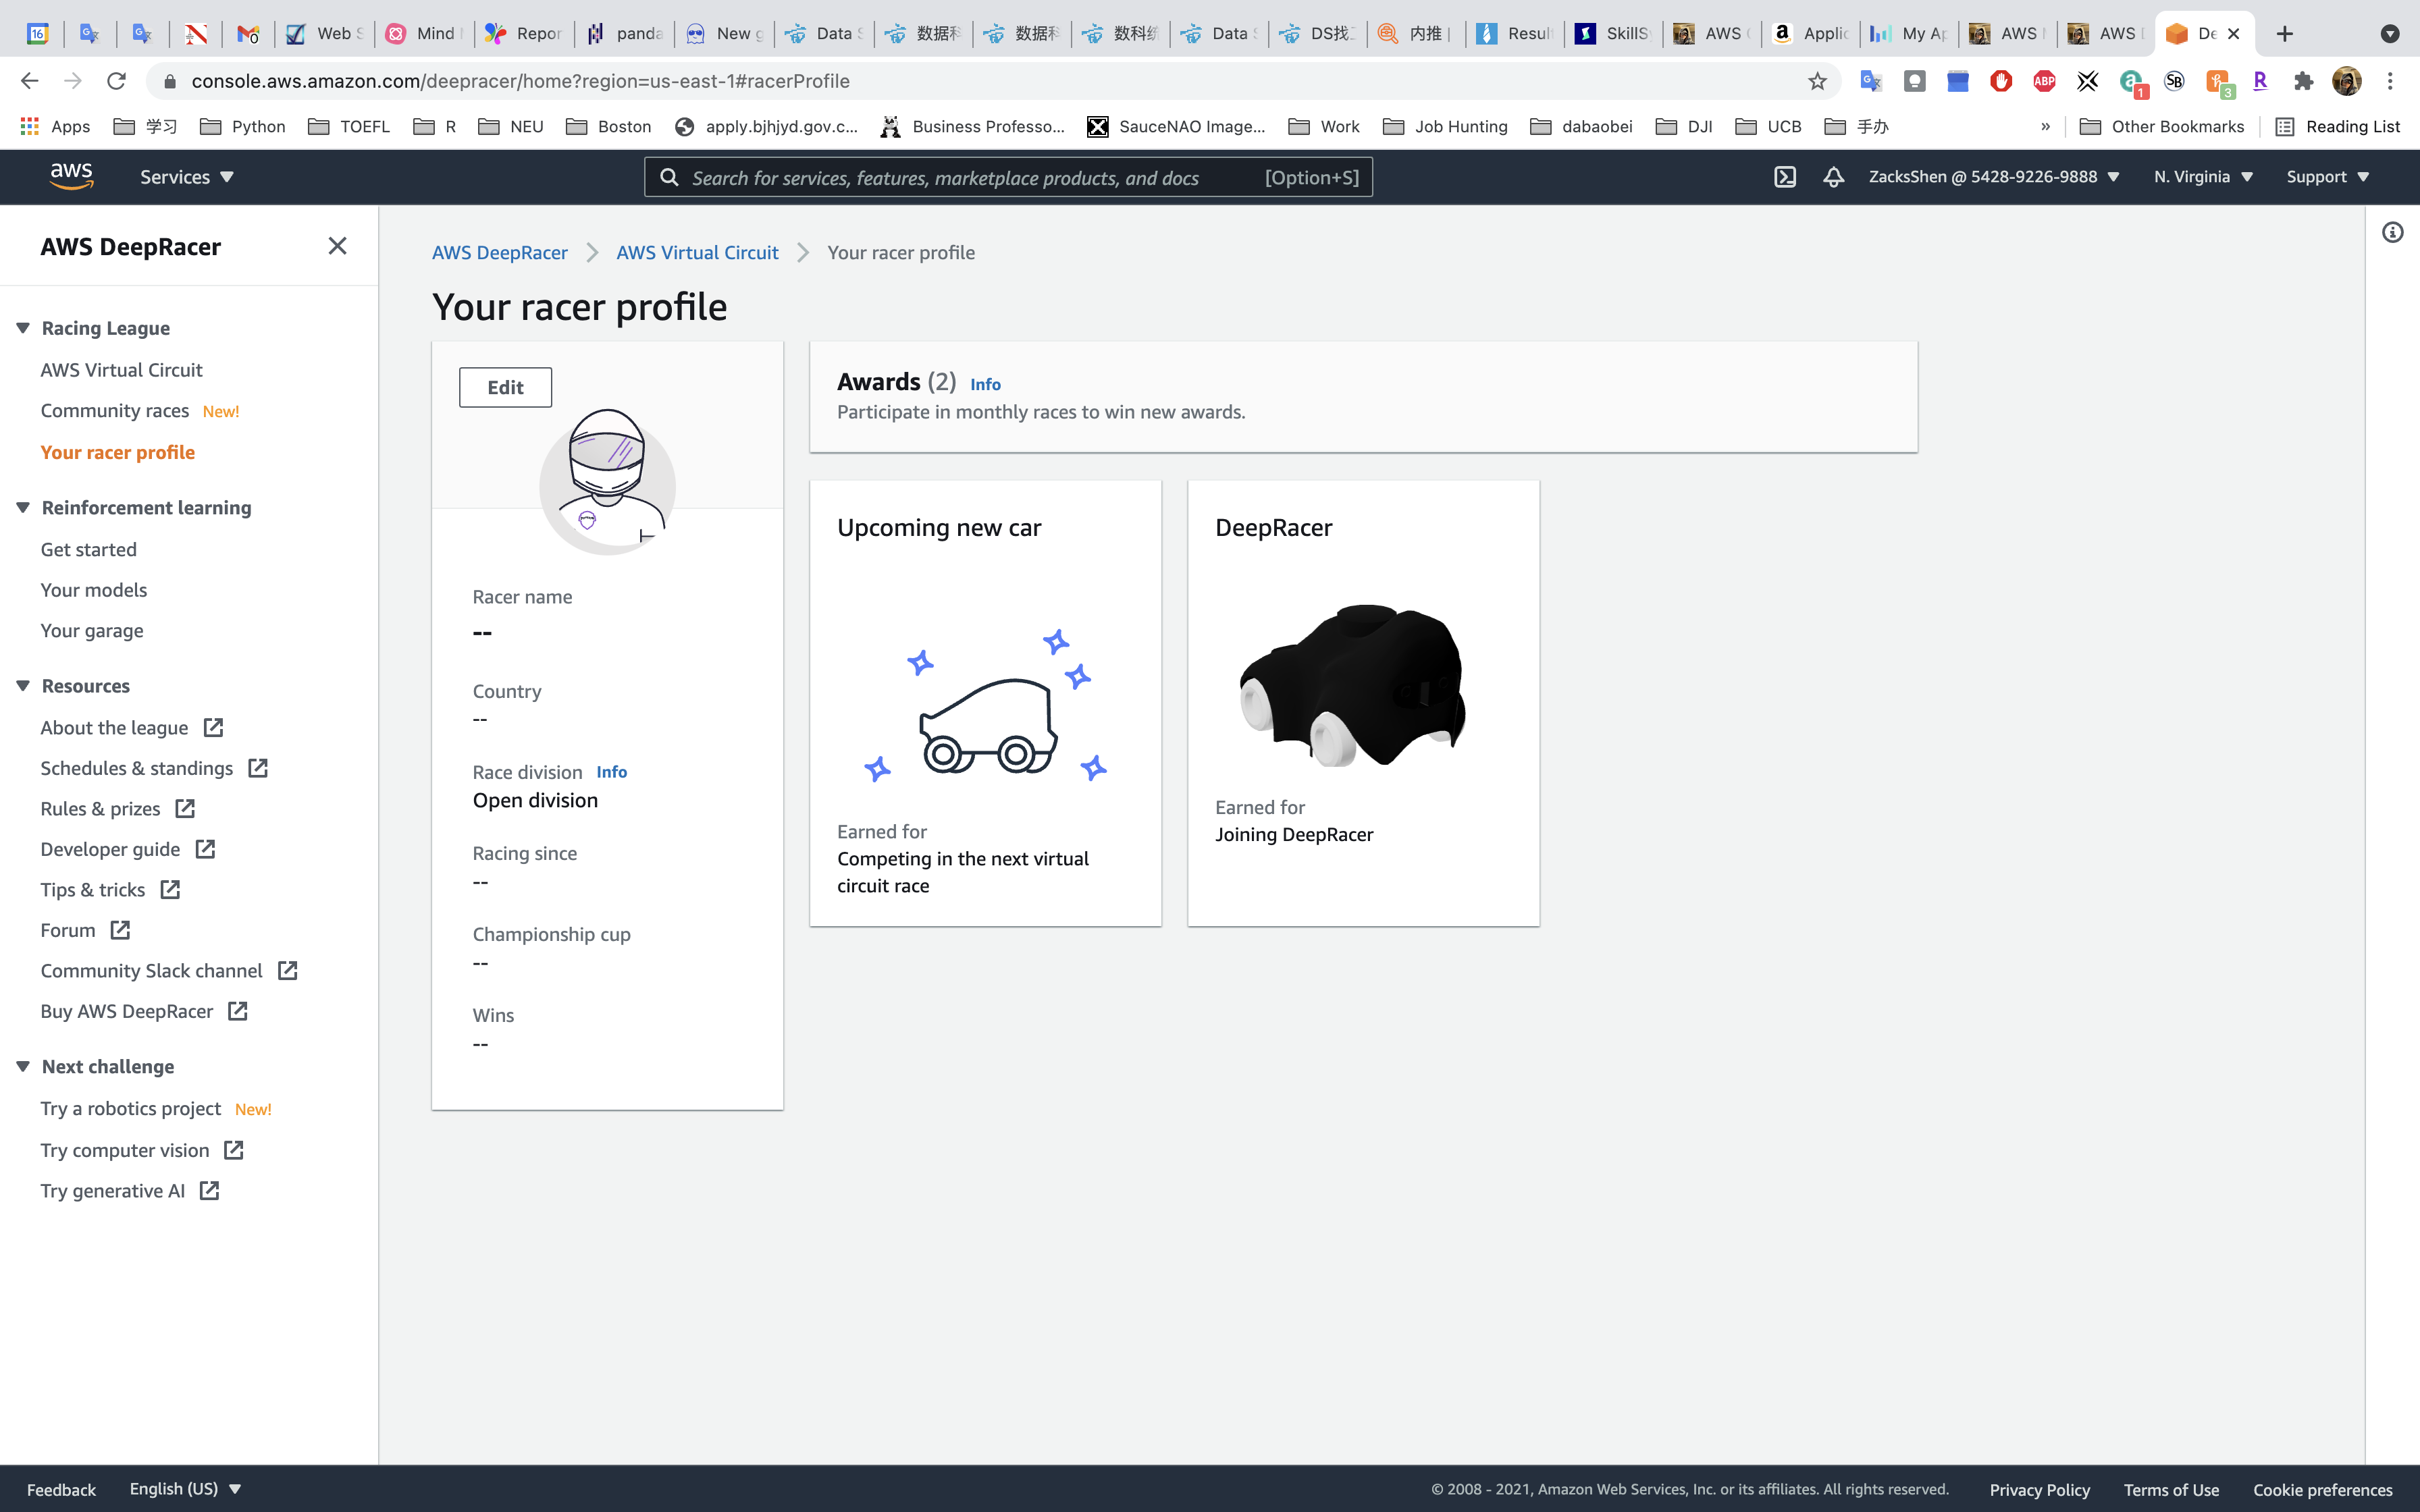 16 Web S Mind Repor panda New g Data S 数据科 数据科 数科统 Data S DS找工 内推 | Result SkillS AWS Applic My Ap AWS AWS De
console.aws.amazon.com/deepracer/home?region=us-east-1#racerProfile
Apps 学习 Python TOEFL R NEU Boston apply.bjhjyd.gov.c... Business Professo... SauceNAO Image... Work Job Hunting dabaobei DJI UCB 手办 » Other Bookmarks Reading List
aws Services Search for services, features, marketplace products, and docs [Option+S] ZacksShen @ 5428-9226-9888 N. Virginia Support
AWS DeepRacer
Racing League
AWS Virtual Circuit
Community races New!
Your racer profile
Reinforcement learning
Get started
Your models
Your garage
Resources
About the league
Schedules & standings
Rules & prizes
Developer guide
Tips & tricks
Forum
Community Slack channel
Buy AWS DeepRacer
Next challenge
Try a robotics project New!
Try computer vision
Try generative AI
AWS DeepRacer AWS Virtual Circuit Your racer profile
Your racer profile
Edit
Racer name
--
Country
--
Race division Info
Open division
Racing since
--
Championship cup
--
Wins
--
Awards (2) Info
Participate in monthly races to win new awards.
Upcoming new car
Earned for
Competing in the next virtual
circuit race
DeepRacer
Earned for
Joining DeepRacer
Feedback English (US) © 2008 - 2021, Amazon Web Services, Inc. or its affiliates. All rights reserved. Privacy Policy Terms of Use Cookie preferences